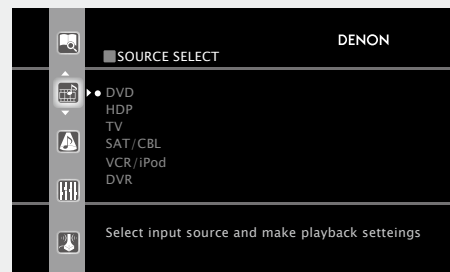 DENON
SOURCE SELECT
DVD
HDP
TV
SAT/CBL
VCR/iPod
DVR
Select input source and make playback setteings